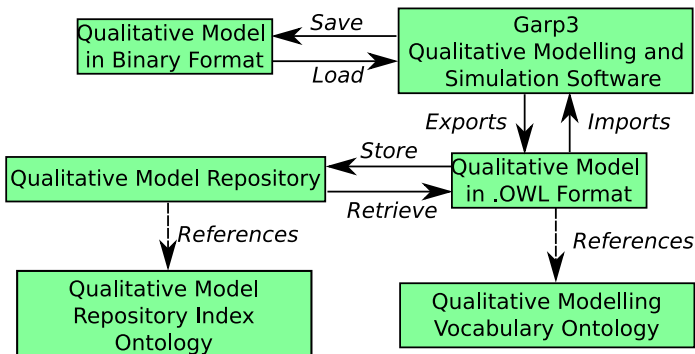 Qualitative Model
in Binary Format
Save
Load
Garp3
Qualitative Modelling and
Simulation Software
Exports
Imports
Qualitative Model Repository
Store
Retrieve
Qualitative Model
in .OWL Format
References
References
Qualitative Model
Repository Index
Ontology
Qualitative Modelling
Vocabulary Ontology